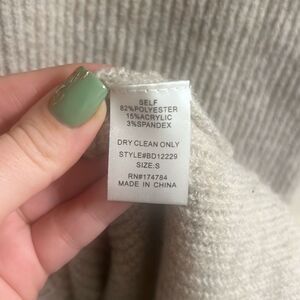 SELF
82%POLYESTER
15%ACRYLIC
3%SPANDEX
DRY CLEAN ONLY
STYLE#BD12229
SIZE:S
RN#174784
MADE IN CHINA